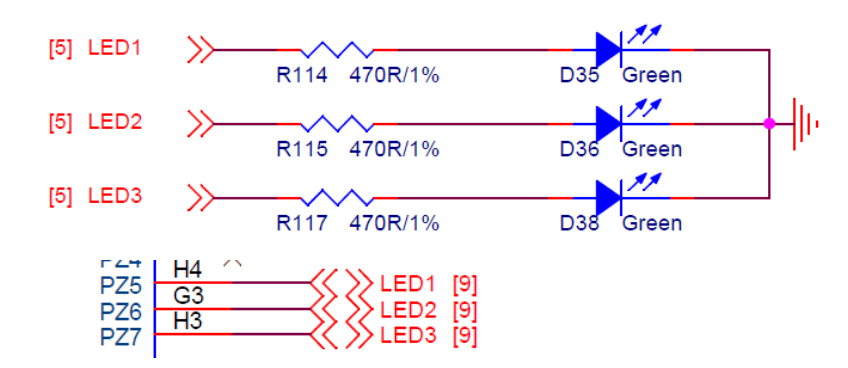 [5] LED1
R114 470R/1% D35 Green
[5] LED2
R115 470R/1% D36 Green
[5] LED3
R117 470R/1% D38 Green
PZ4
PZ5 H4 LED1 [9]
PZ6 G3 LED2 [9]
PZ7 H3 LED3 [9]